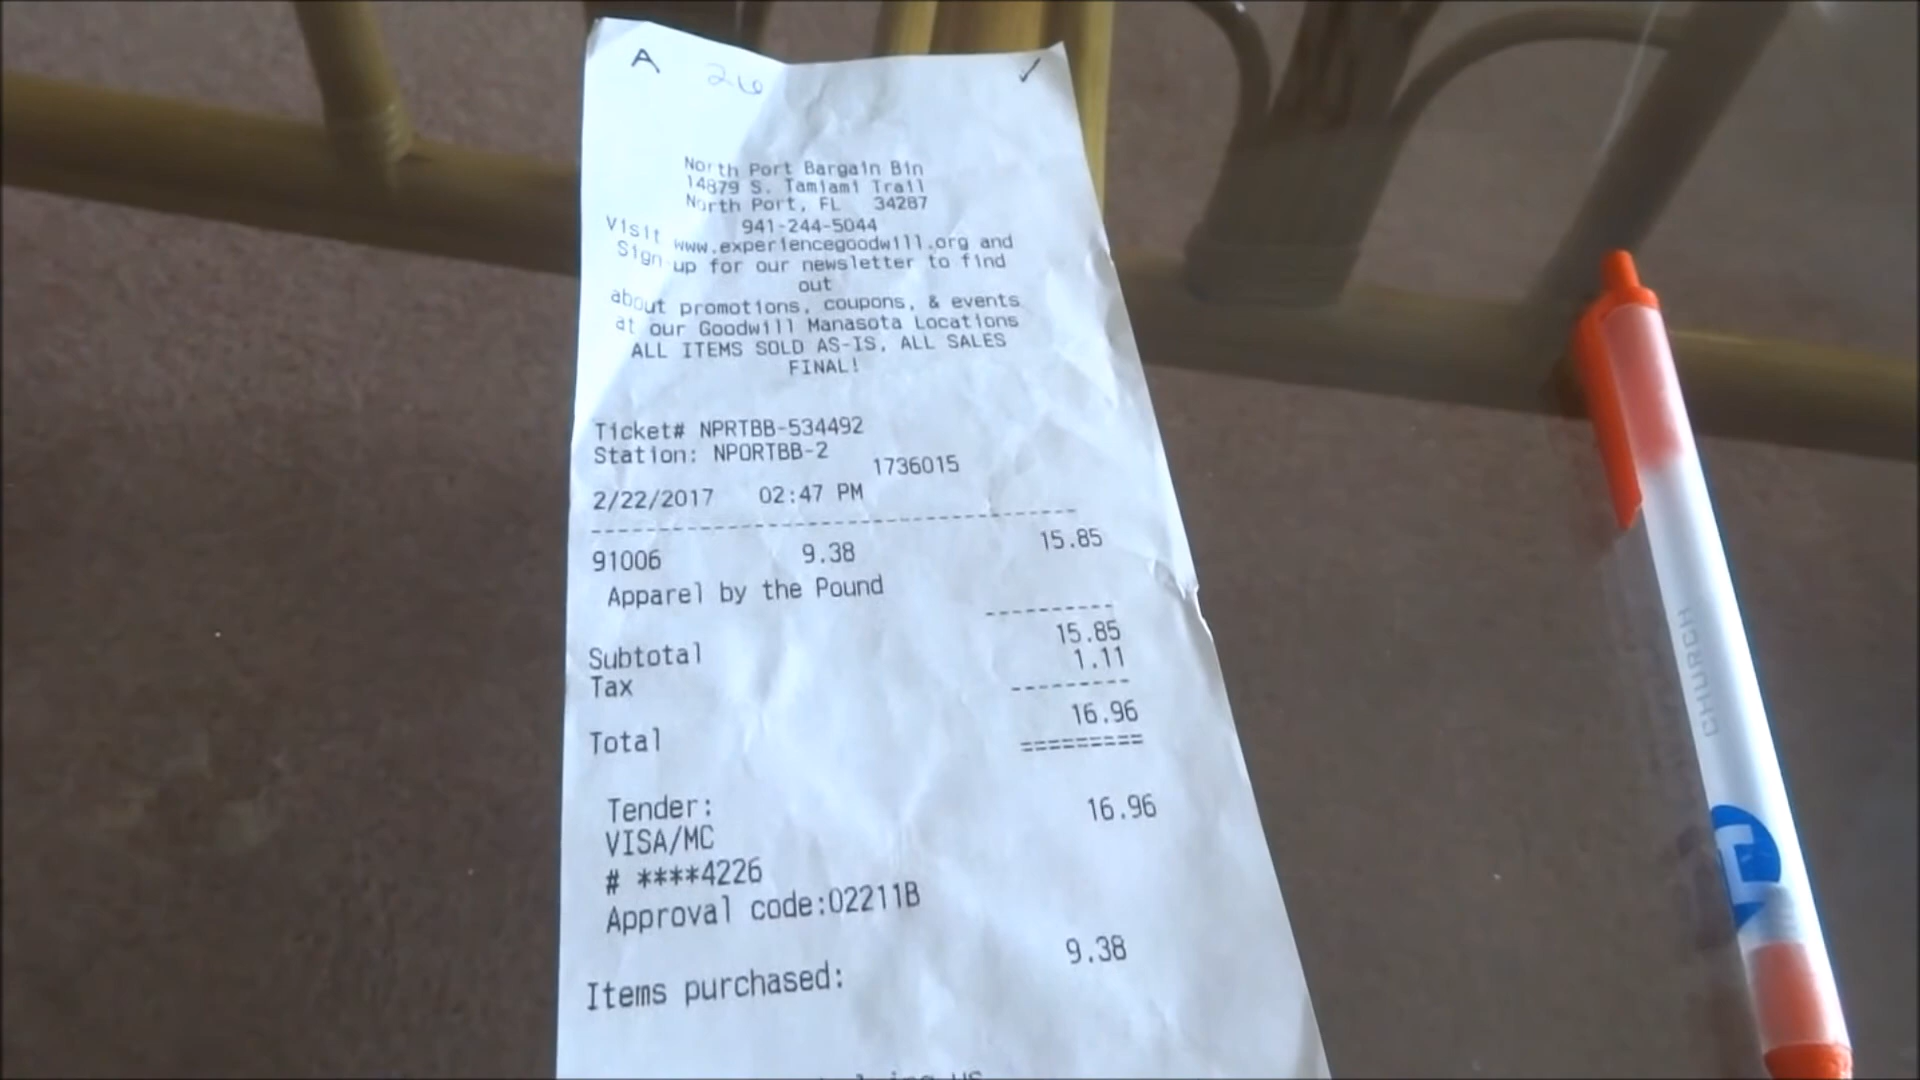 A 26 ✓
North Port Bargain Bin
14879 S. Tamiami Trail
North Port, FL 34287
941-244-5044
Visit www.experiencegoodwill.org and
Sign up for our newsletter to find
out
about promotions, coupons, & events
at our Goodwill Manasota Locations
ALL ITEMS SOLD AS-IS, ALL SALES
FINAL!
Ticket# NPRTBB-534492
Station: NPORTBB-2
1736015
2/22/2017 02:47 PM
91006 9.38 15.85
Apparel by the Pound
Subtotal 15.85
Tax 1.11
Total 16.96
Tender:
VISA/MC 16.96
# ****4226
Approval code:02211B
Items purchased: 9.38
us
CHURCH